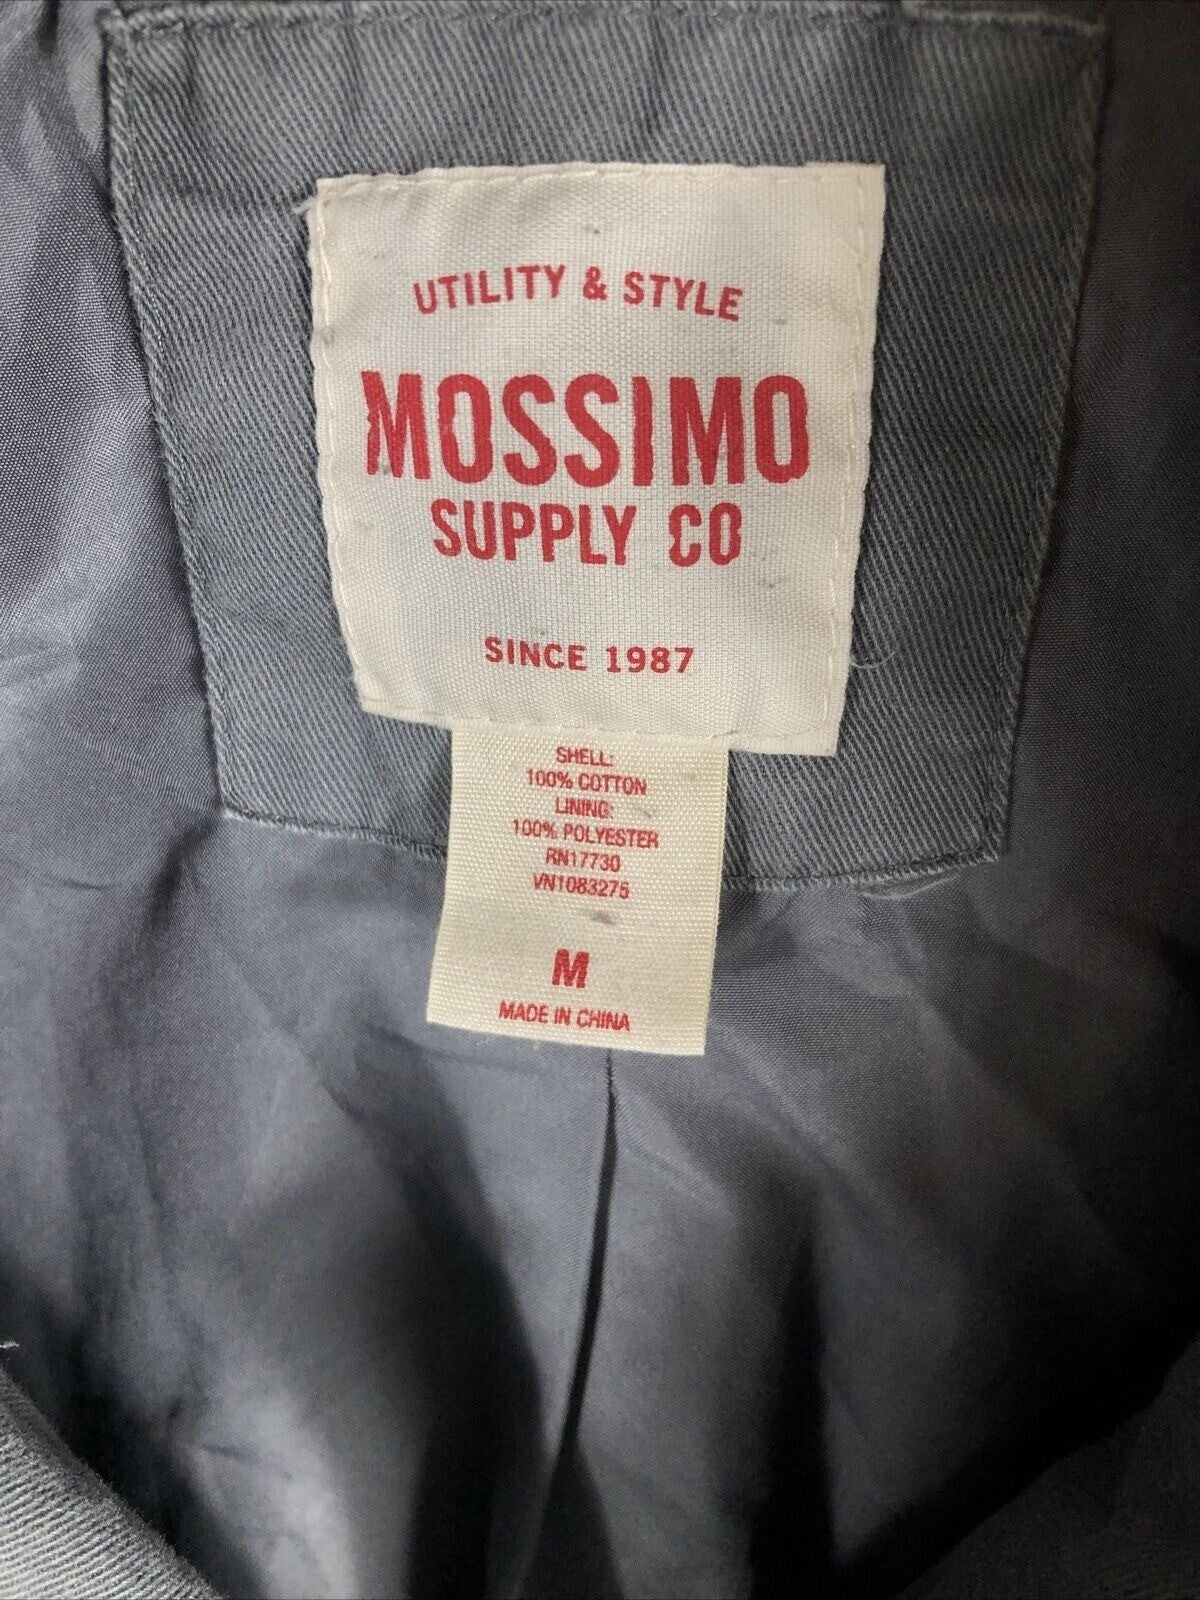 UTILITY & STYLE
MOSSIMO
SUPPLY CO
SINCE 1987
SHELL:
100% COTTON
LINING:
100% POLYESTER
RN17730
VN1083275
M
MADE IN CHINA